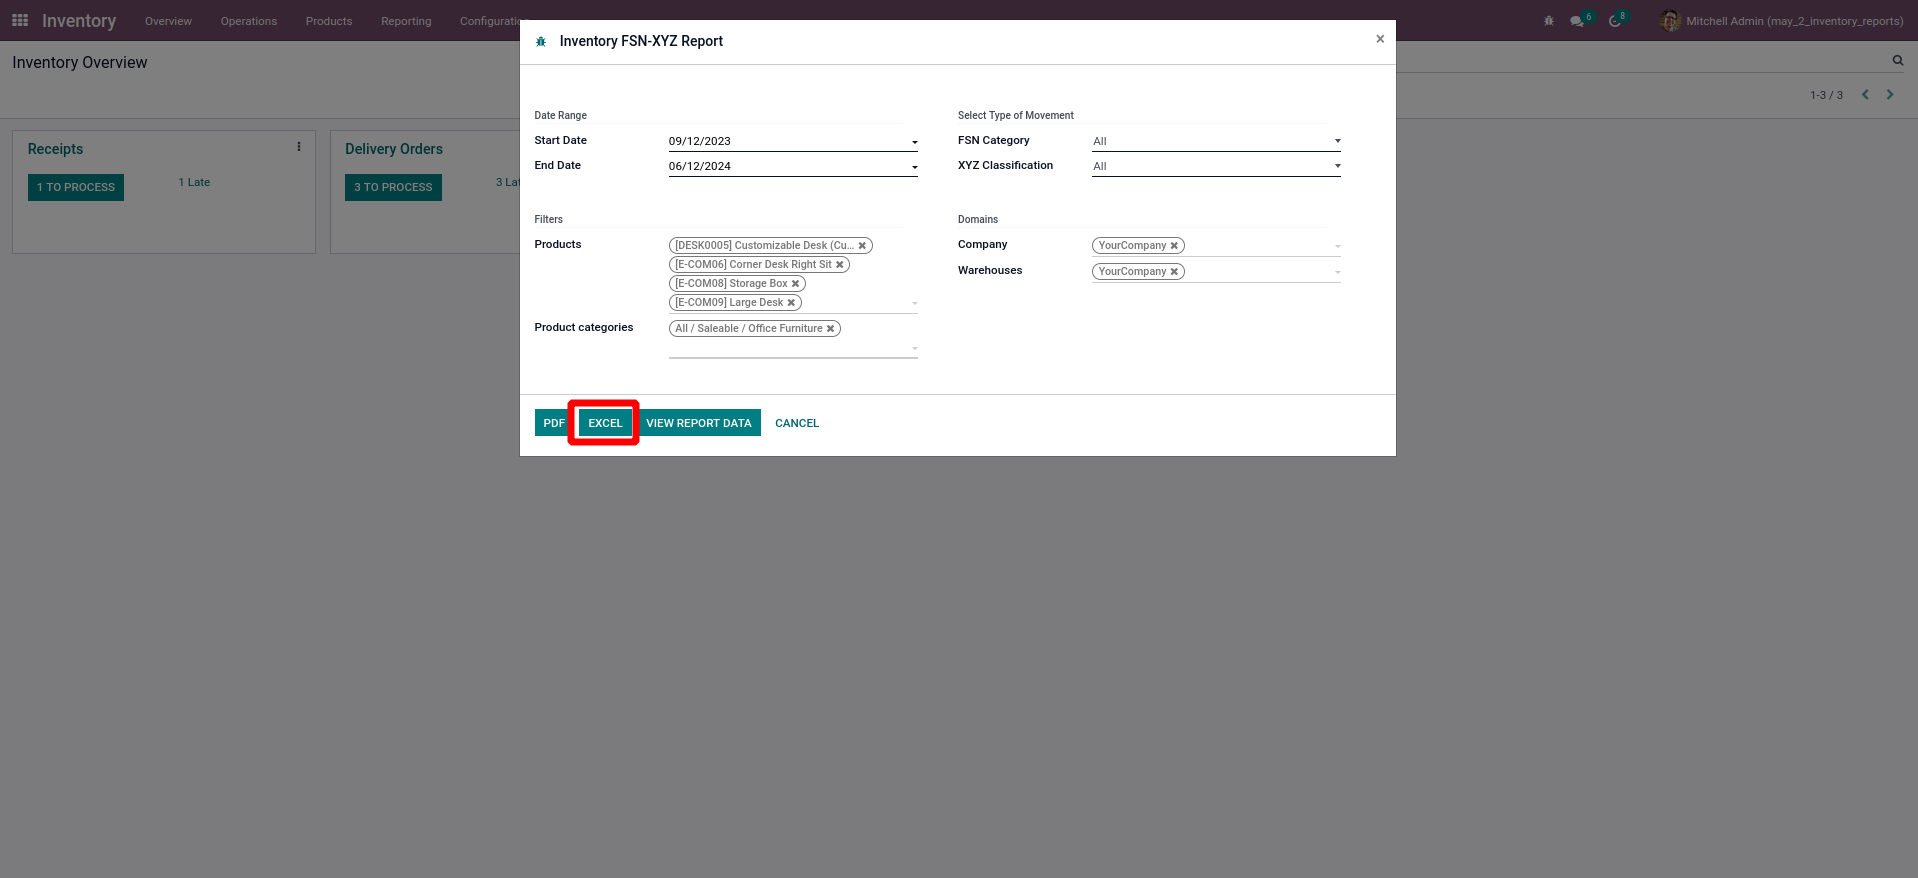 Inventory Overview Operations Products Reporting 6 8 Mitchell Admin (may_2_inventory_reports)
Inventory Overview
1-3 / 3
Receipts
1 TO PROCESS 1 Late
Delivery Orders
3 TO PROCESS
Inventory FSN-XYZ Report ×
Date Range
Start Date 09/12/2023
End Date 06/12/2024
Select Type of Movement
FSN Category All
XYZ Classification All
Filters
Products [DESK0005] Customizable Desk (Cu...
[E-COM06] Corner Desk Right Sit
[E-COM08] Storage Box
[E-COM09] Large Desk
Product categories All / Saleable / Office Furniture
Domains
Company YourCompany
Warehouses YourCompany
PDF EXCEL VIEW REPORT DATA CANCEL